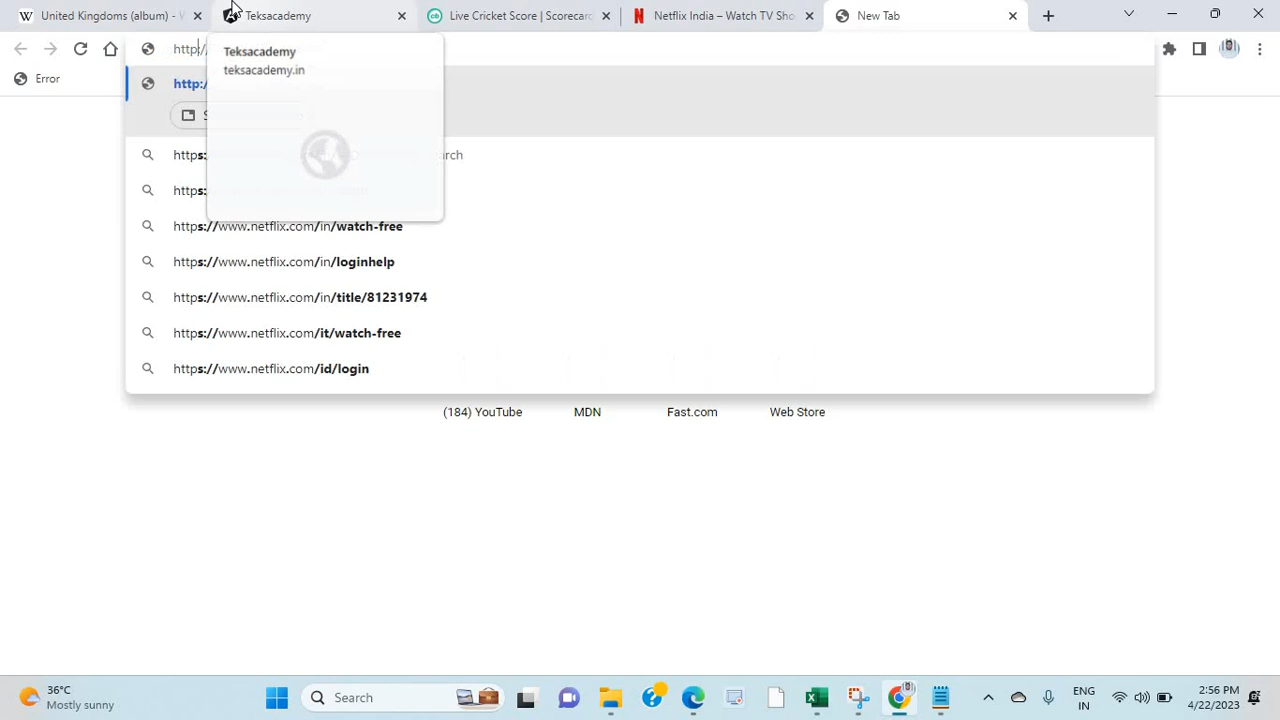 United Kingdoms (album) - W
Teksacademy
Live Cricket Score | Scorecard
Netflix India – Watch TV Sho
New Tab
http
Error
Teksacademy
teksacademy.in
http:/
https:
https:
https://www.netflix.com/in/watch-free
https://www.netflix.com/in/loginhelp
https://www.netflix.com/in/title/81231974
https://www.netflix.com/it/watch-free
https://www.netflix.com/id/login
(184) YouTube
MDN
Fast.com
Web Store
36°C
Mostly sunny
Search
ENG
IN
2:56 PM
4/22/2023